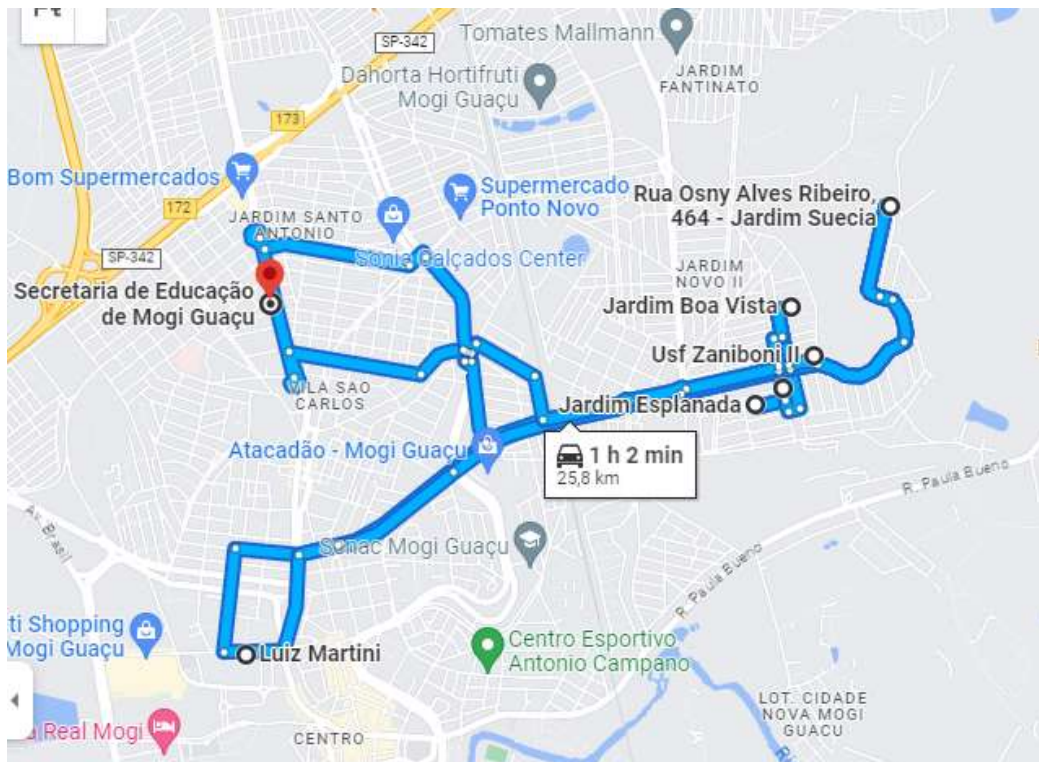 SP-342
Tomates Mallmann
JARDIM
FANTINATO
Dahorta Hortifruti
Mogi Guaçu
173
Bom Supermercados
172
Supermercado
Ponto Novo
Rua Osny Alves Ribeiro,
464 - Jardim Suecia
JARDIM SANTO
ANTONIO
Sonia Calçados Center
SP-342
JARDIM
NOVO II
Secretaria de Educação
de Mogi Guaçu
Jardim Boa Vista
Usf Zaniboni II
VILA SAO
CARLOS
Jardim Esplanada
Atacadão - Mogi Guaçu
1 h 2 min
25,8 km
R. Paula Bueno
Av. Brasil
Senac Mogi Guaçu
R. Paula Bueno
ti Shopping
Mogi Guaçu
Luiz Martini
Centro Esportivo
Antonio Campano
LOT. CIDADE
NOVA MOGI
GUACU
Real Mogi
CENTRO